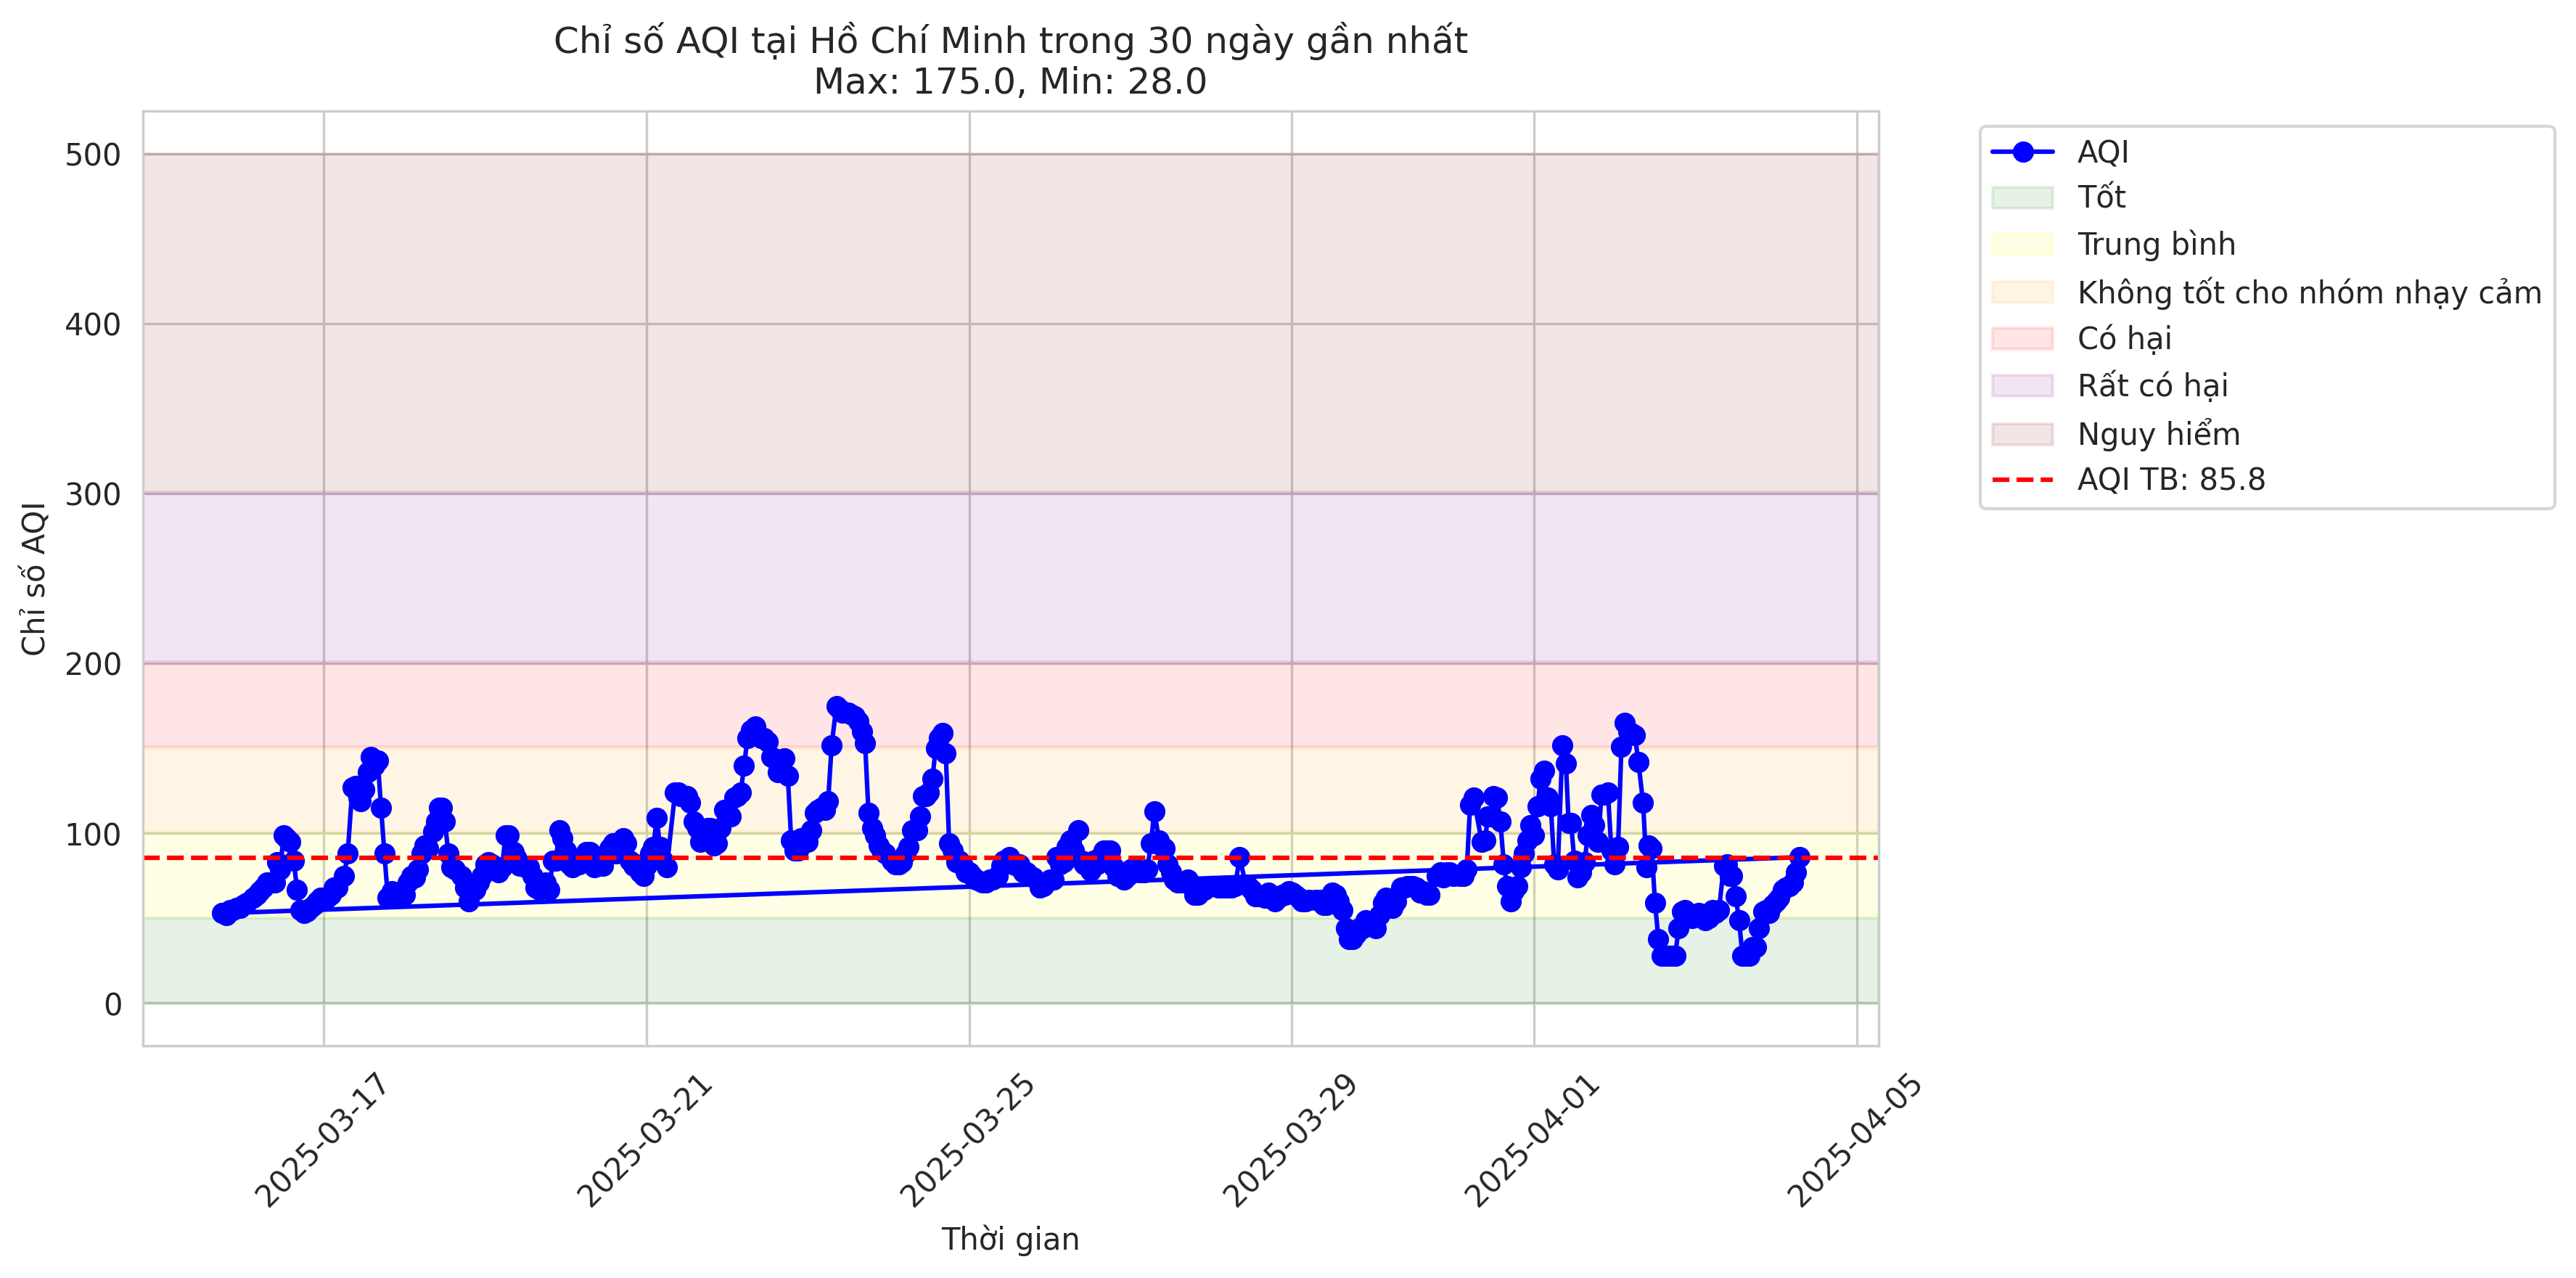 Chỉ số AQI tại Hồ Chí Minh trong 30 ngày gần nhất
Max: 175.0, Min: 28.0
Chỉ số AQI
500
400
300
200
100
0
2025-03-17
2025-03-21
2025-03-25
2025-03-29
2025-04-01
2025-04-05
Thời gian
AQI
Tốt
Trung bình
Không tốt cho nhóm nhạy cảm
Có hại
Rất có hại
Nguy hiểm
AQI TB: 85.8